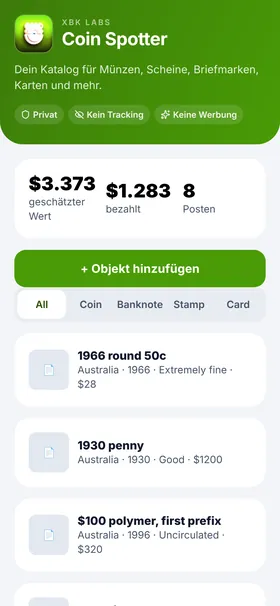 XBK LABS
Coin Spotter
Dein Katalog für Münzen, Scheine, Briefmarken,
Karten und mehr.
Privat
Kein Tracking
Keine Werbung
$3.373
geschätzter
Wert
$1.283
bezahlt
8
Posten
+ Objekt hinzufügen
All
Coin
Banknote
Stamp
Card
1966 round 50c
Australia · 1966 · Extremely fine ·
$28
1930 penny
Australia · 1930 · Good · $1200
$100 polymer, first prefix
Australia · 1996 · Uncirculated ·
$320